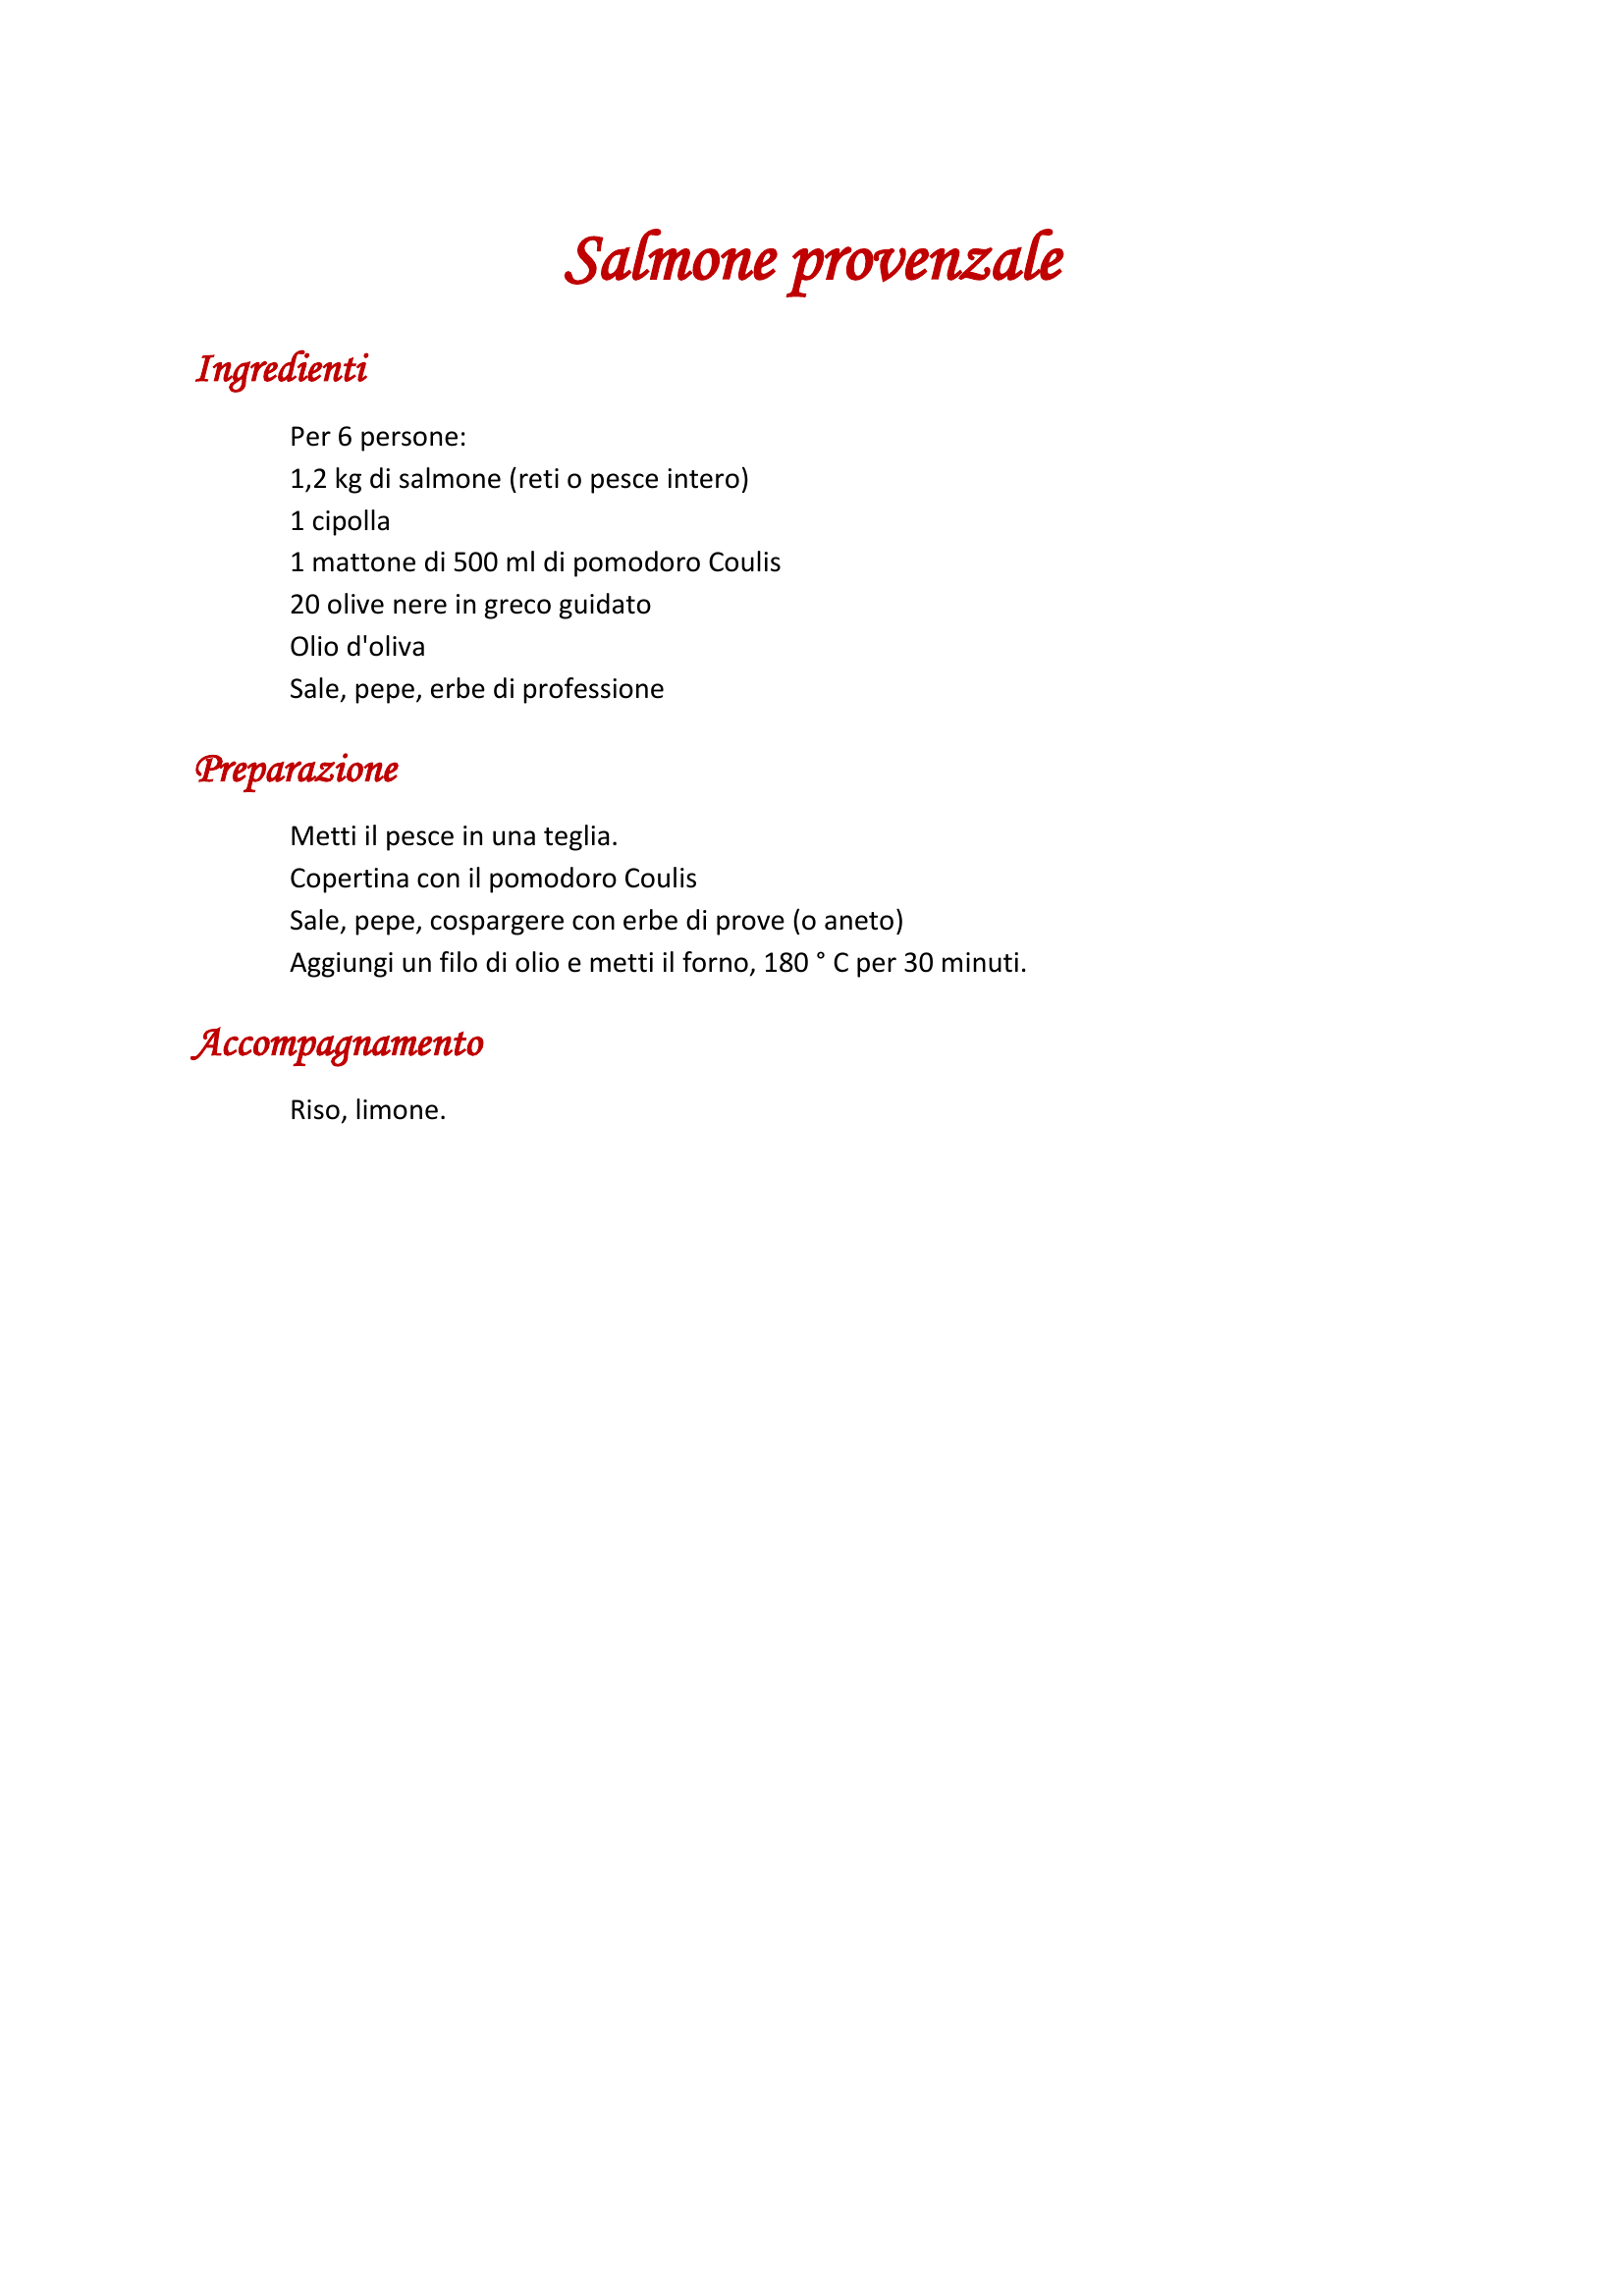 Salmone provenzale
Ingredienti
Per 6 persone:
1,2 kg di salmone (reti o pesce intero)
1 cipolla
1 mattone di 500 ml di pomodoro Coulis
20 olive nere in greco guidato
Olio d'oliva
Sale, pepe, erbe di professione
Preparazione
Metti il pesce in una teglia.
Copertina con il pomodoro Coulis
Sale, pepe, cospargere con erbe di prove (o aneto)
Aggiungi un filo di olio e metti il forno, 180 ° C per 30 minuti.
Accompagnamento
Riso, limone.